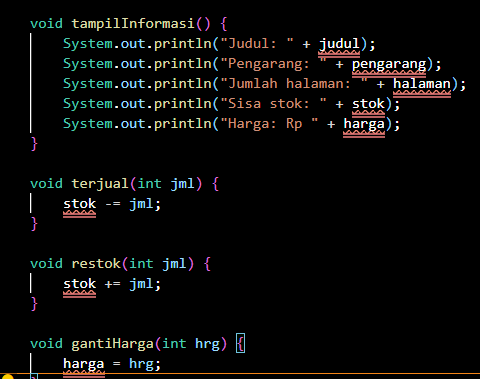 void tampilInformasi() {
System.out.println("Judul: " + judul);
System.out.println("Pengarang: " + pengarang);
System.out.println("Jumlah halaman: " + halaman);
System.out.println("Sisa stok: " + stok);
System.out.println("Harga: Rp " + harga);
}
void terjual(int jml) {
stok -= jml;
}
void restok(int jml) {
stok += jml;
}
void gantiHarga(int hrg) {
harga = hrg;
}